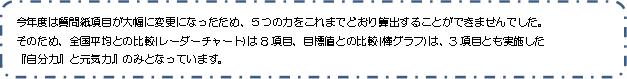 今年度は質問紙項目が大幅に変更になったため、５つの力をこれまでどおり算出することができませんでした。
そのため、全国平均との比較(レーダーチャート)は８項目、目標値との比較(棒グラフ)は、３項目とも実施した
『自分力』と元気力』のみとなっています。